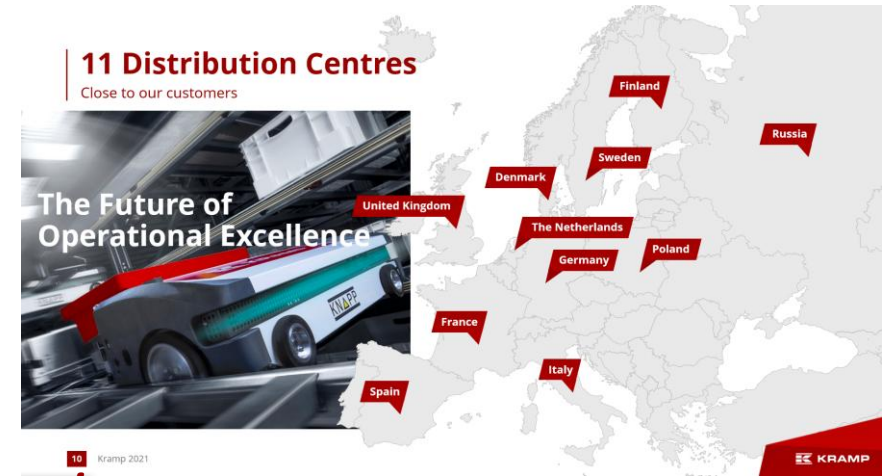 11 Distribution Centres
Close to our customers
The Future of
Operational Excellence
KNAPP
Finland
Russia
Sweden
Denmark
United Kingdom
The Netherlands
Poland
Germany
France
Italy
Spain
10 Kramp 2021
KRAMP